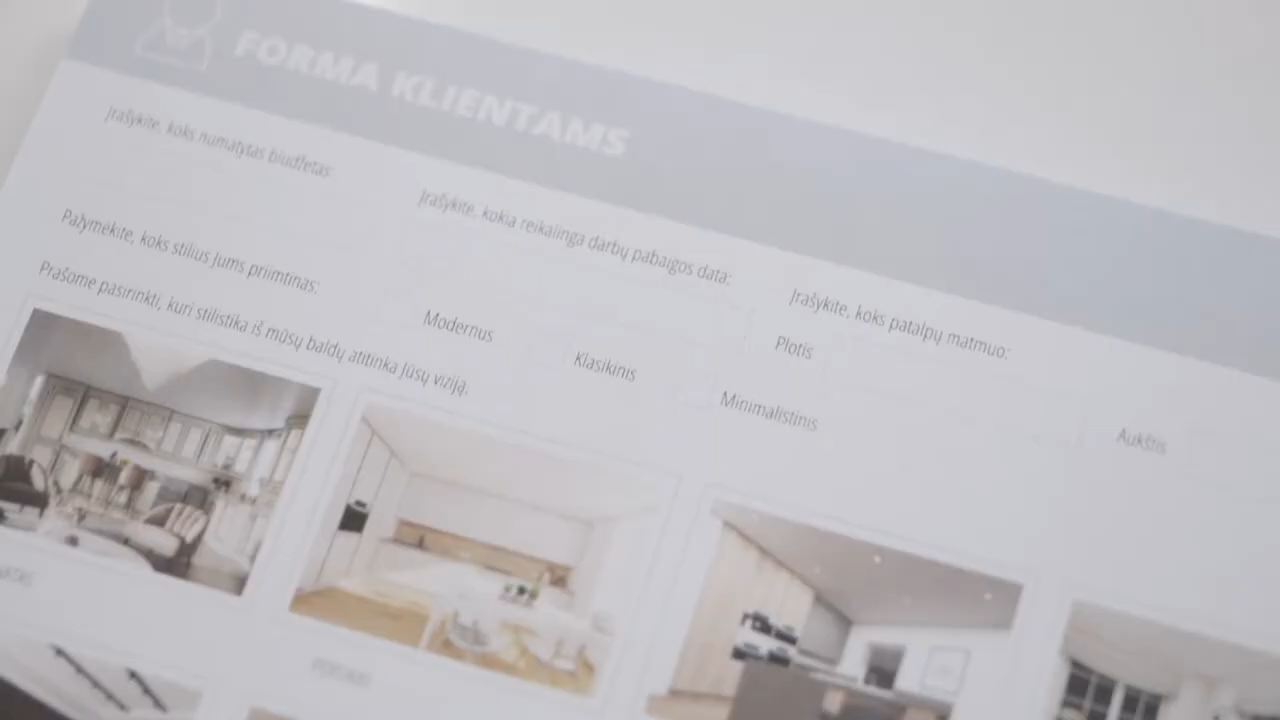 FORMA KLIENTAMS
Įrašykite, koks numatytas biudžetas:
Įrašykite, kokia reikalinga darbų pabaigos data:
Įrašykite, koks patalpų matmuo:
Plotis
Aukštis
Pažymėkite, koks stilius Jums priimtinas:
Modernus
Klasikinis
Minimalistinis
Prašome pasirinkti, kuri stilistika iš mūsų baldų atitinka Jūsų viziją.